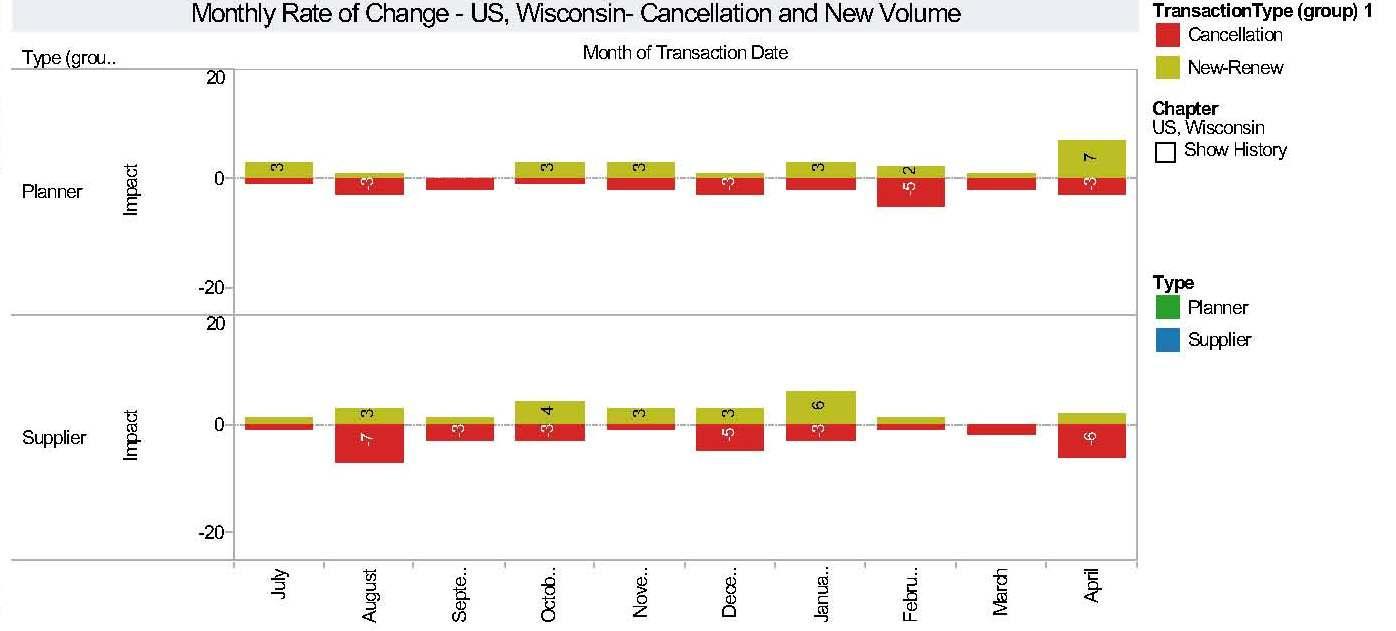 Monthly Rate of Change - US, Wisconsin- Cancellation and New Volume
Type (grou..
Month of Transaction Date
Planner
Impact
20
0
-20
3
-3
3
3
-3
3
2
-5
7
-3
Supplier
Impact
20
0
-20
3
-7
-3
4
-3
3
3
-5
6
-3
-6
July
August
Septe..
Octob..
Nove..
Dece..
Janua..
Febru..
March
April
TransactionType (group) 1
Cancellation
New-Renew
Chapter
US, Wisconsin
Show History
Type
Planner
Supplier